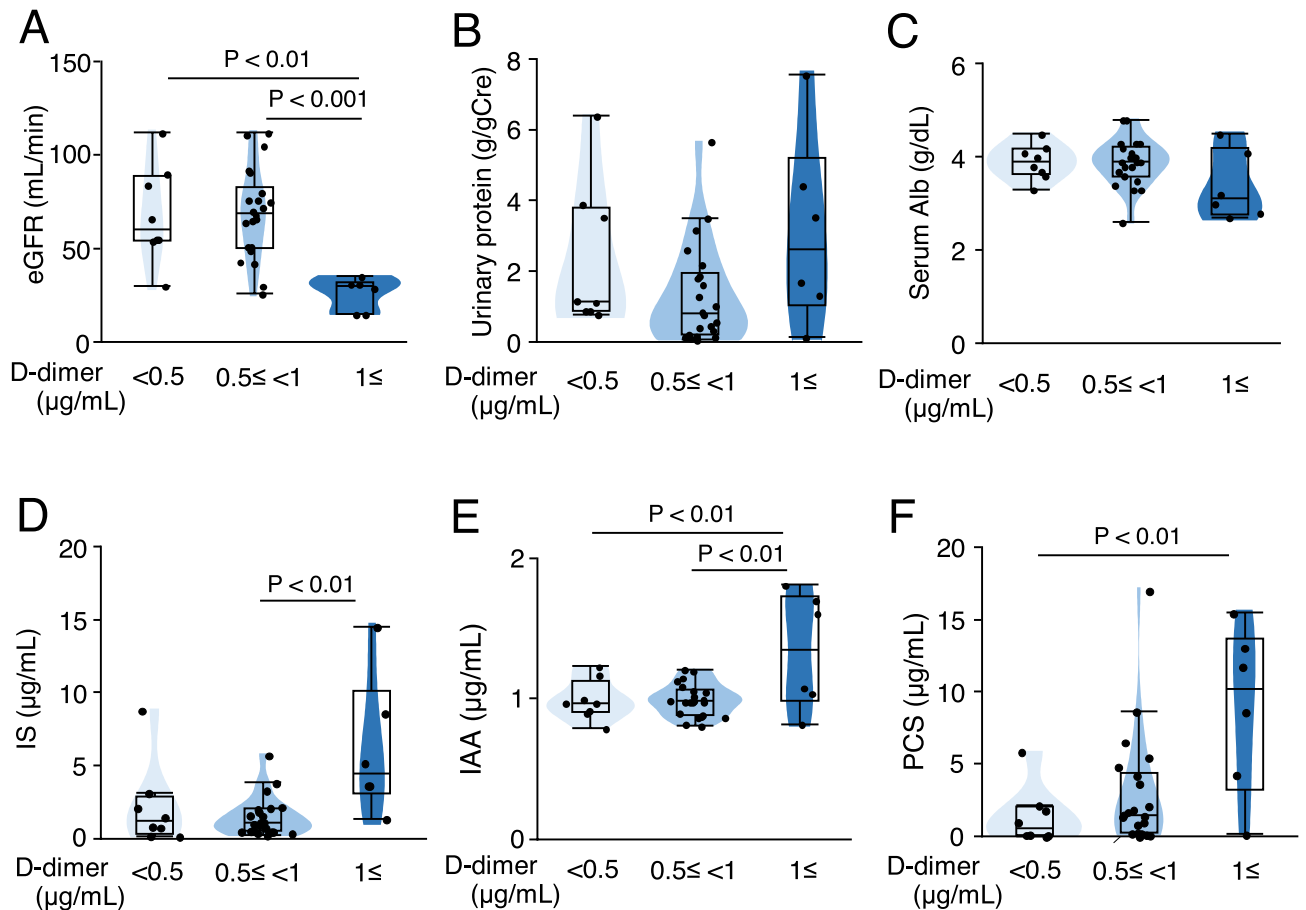 A
P < 0.01
P < 0.001
150
100
50
0
eGFR (mL/min)
D-dimer
(µg/mL)
<0.5
0.5≤ <1
1≤
B
8
6
4
2
0
Urinary protein (g/gCre)
D-dimer
(µg/mL)
<0.5
0.5≤ <1
1≤
C
6
4
2
0
Serum Alb (g/dL)
D-dimer
(µg/mL)
<0.5
0.5≤ <1
1≤
D
P < 0.01
20
15
10
5
0
IS (µg/mL)
D-dimer
(µg/mL)
<0.5
0.5≤ <1
1≤
E
P < 0.01
P < 0.01
2
1
0
IAA (µg/mL)
D-dimer
(µg/mL)
<0.5
0.5≤ <1
1≤
F
P < 0.01
20
15
10
5
0
PCS (µg/mL)
D-dimer
(µg/mL)
<0.5
0.5≤ <1
1≤